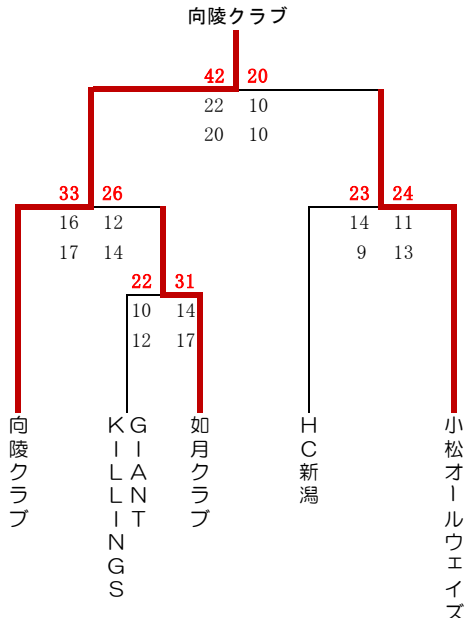 向陵クラブ
42 20
22 10
20 10
33 26
16 12
17 14
23 24
14 11
9 13
22 31
10 14
12 17
向陵クラブ
GIANT
KILLINGS
如月クラブ
HC新潟
小松オールウェイズ